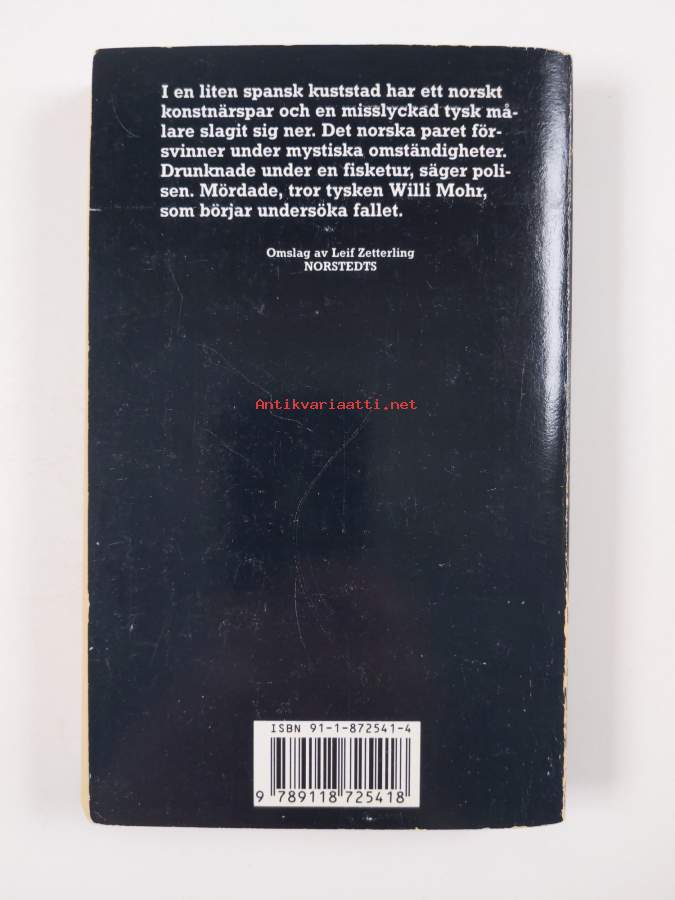 I en liten spansk kuststad har ett norskt
konstnärspar och en misslyckad tysk må-
lare slagit sig ner. Det norska paret för-
svinner under mystiska omständigheter.
Drunknade under en fisketur, säger poli-
sen. Mördade, tror tysken Willi Mohr,
som börjar undersöka fallet.
Omslag av Leif Zetterling
NORSTEDTS
Antikvariaatti.net
ISBN 91-1-872541-4
9 789118 725418